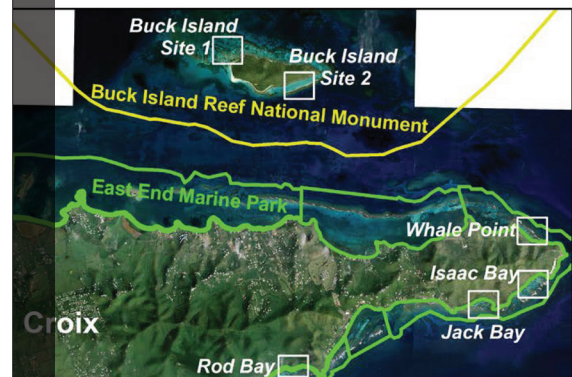 Buck Island
Site 1
Buck Island
Site 2
Buck Island Reef National Monument
East End Marine Park
Whale Point
Isaac Bay
Croix
Jack Bay
Rod Bay